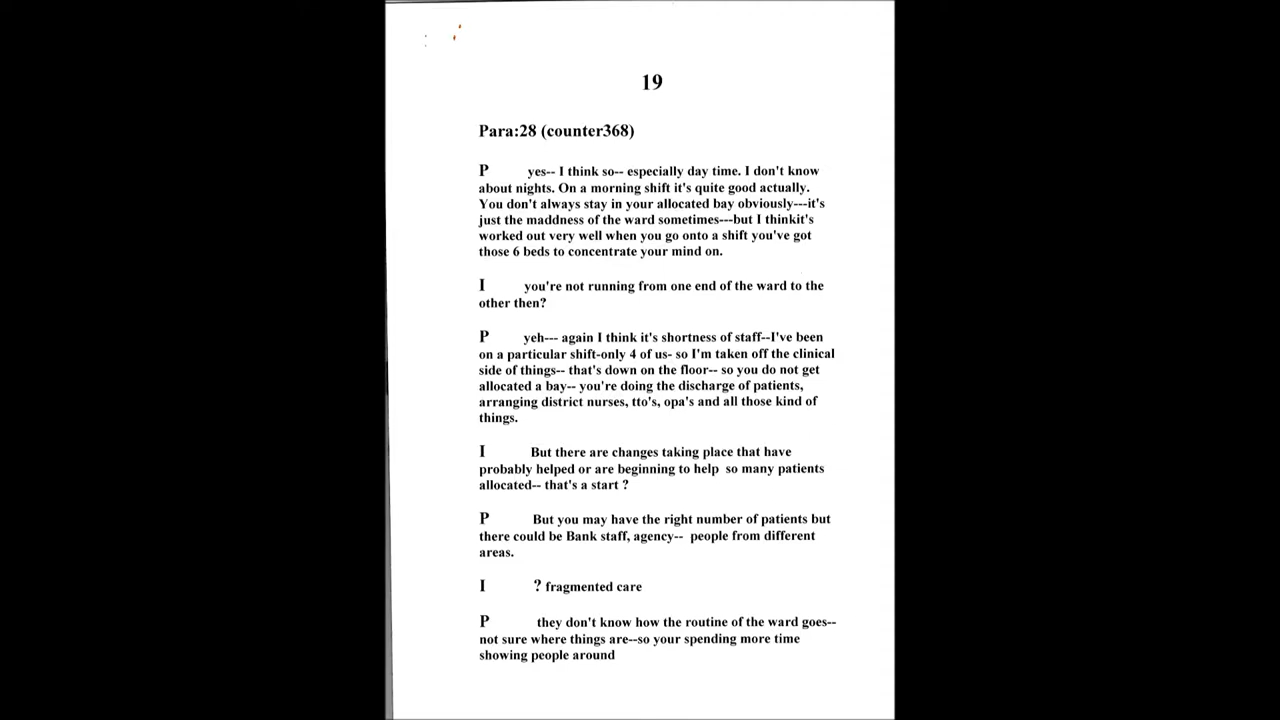 19
Para:28 (counter368)
P yes-- I think so-- especially day time. I don't know
about nights. On a morning shift it's quite good actually.
You don't always stay in your allocated bay obviously---it's
just the maddness of the ward sometimes---but I thinkit's
worked out very well when you go onto a shift you've got
those 6 beds to concentrate your mind on.
I you're not running from one end of the ward to the
other then?
P yeh--- again I think it's shortness of staff--I've been
on a particular shift-only 4 of us- so I'm taken off the clinical
side of things-- that's down on the floor-- so you do not get
allocated a bay-- you're doing the discharge of patients,
arranging district nurses, tto's, opa's and all those kind of
things.
I But there are changes taking place that have
probably helped or are beginning to help so many patients
allocated-- that's a start ?
P But you may have the right number of patients but
there could be Bank staff, agency-- people from different
areas.
I ? fragmented care
P they don't know how the routine of the ward goes--
not sure where things are--so your spending more time
showing people around